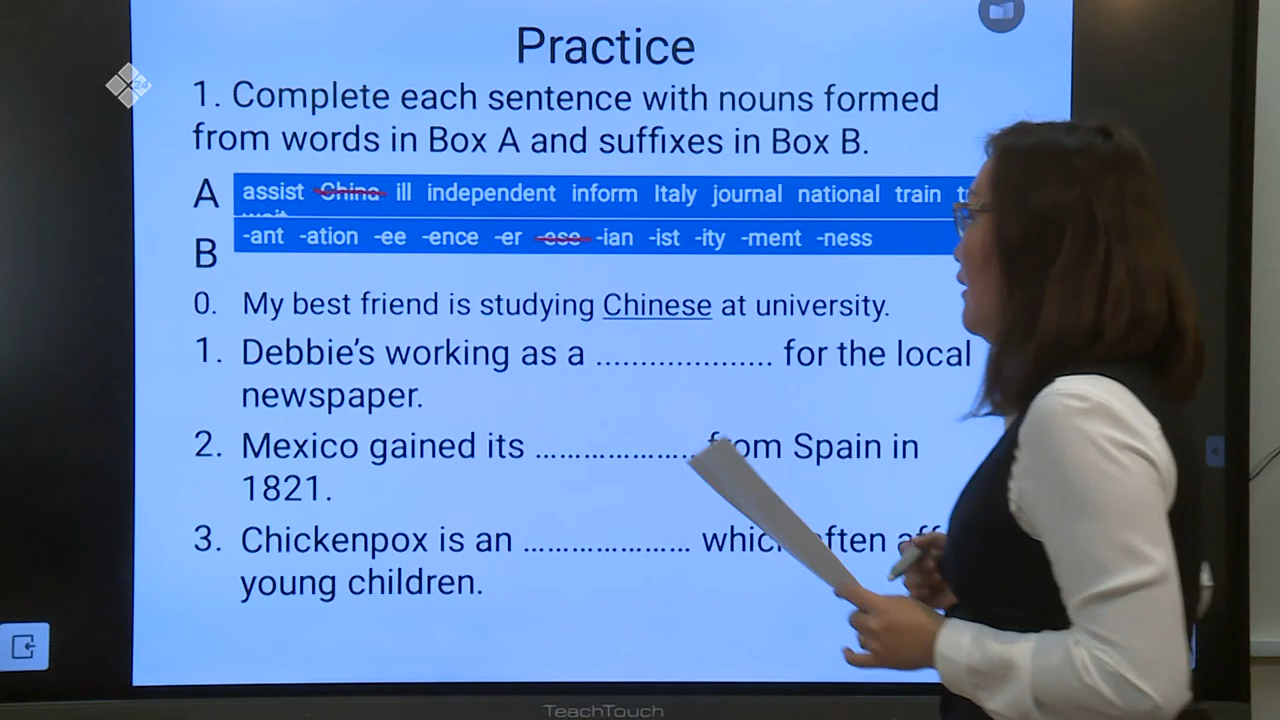 Practice
1. Complete each sentence with nouns formed
from words in Box A and suffixes in Box B.
A assist China ill independent inform Italy journal national train
B -ant -ation -ee -ence -er -ese -ian -ist -ity -ment -ness
0. My best friend is studying Chinese at university.
1. Debbie's working as a ................... for the local
newspaper.
2. Mexico gained its .................... from Spain in
1821.
3. Chickenpox is an .................... which often
young children.
TeachTouch